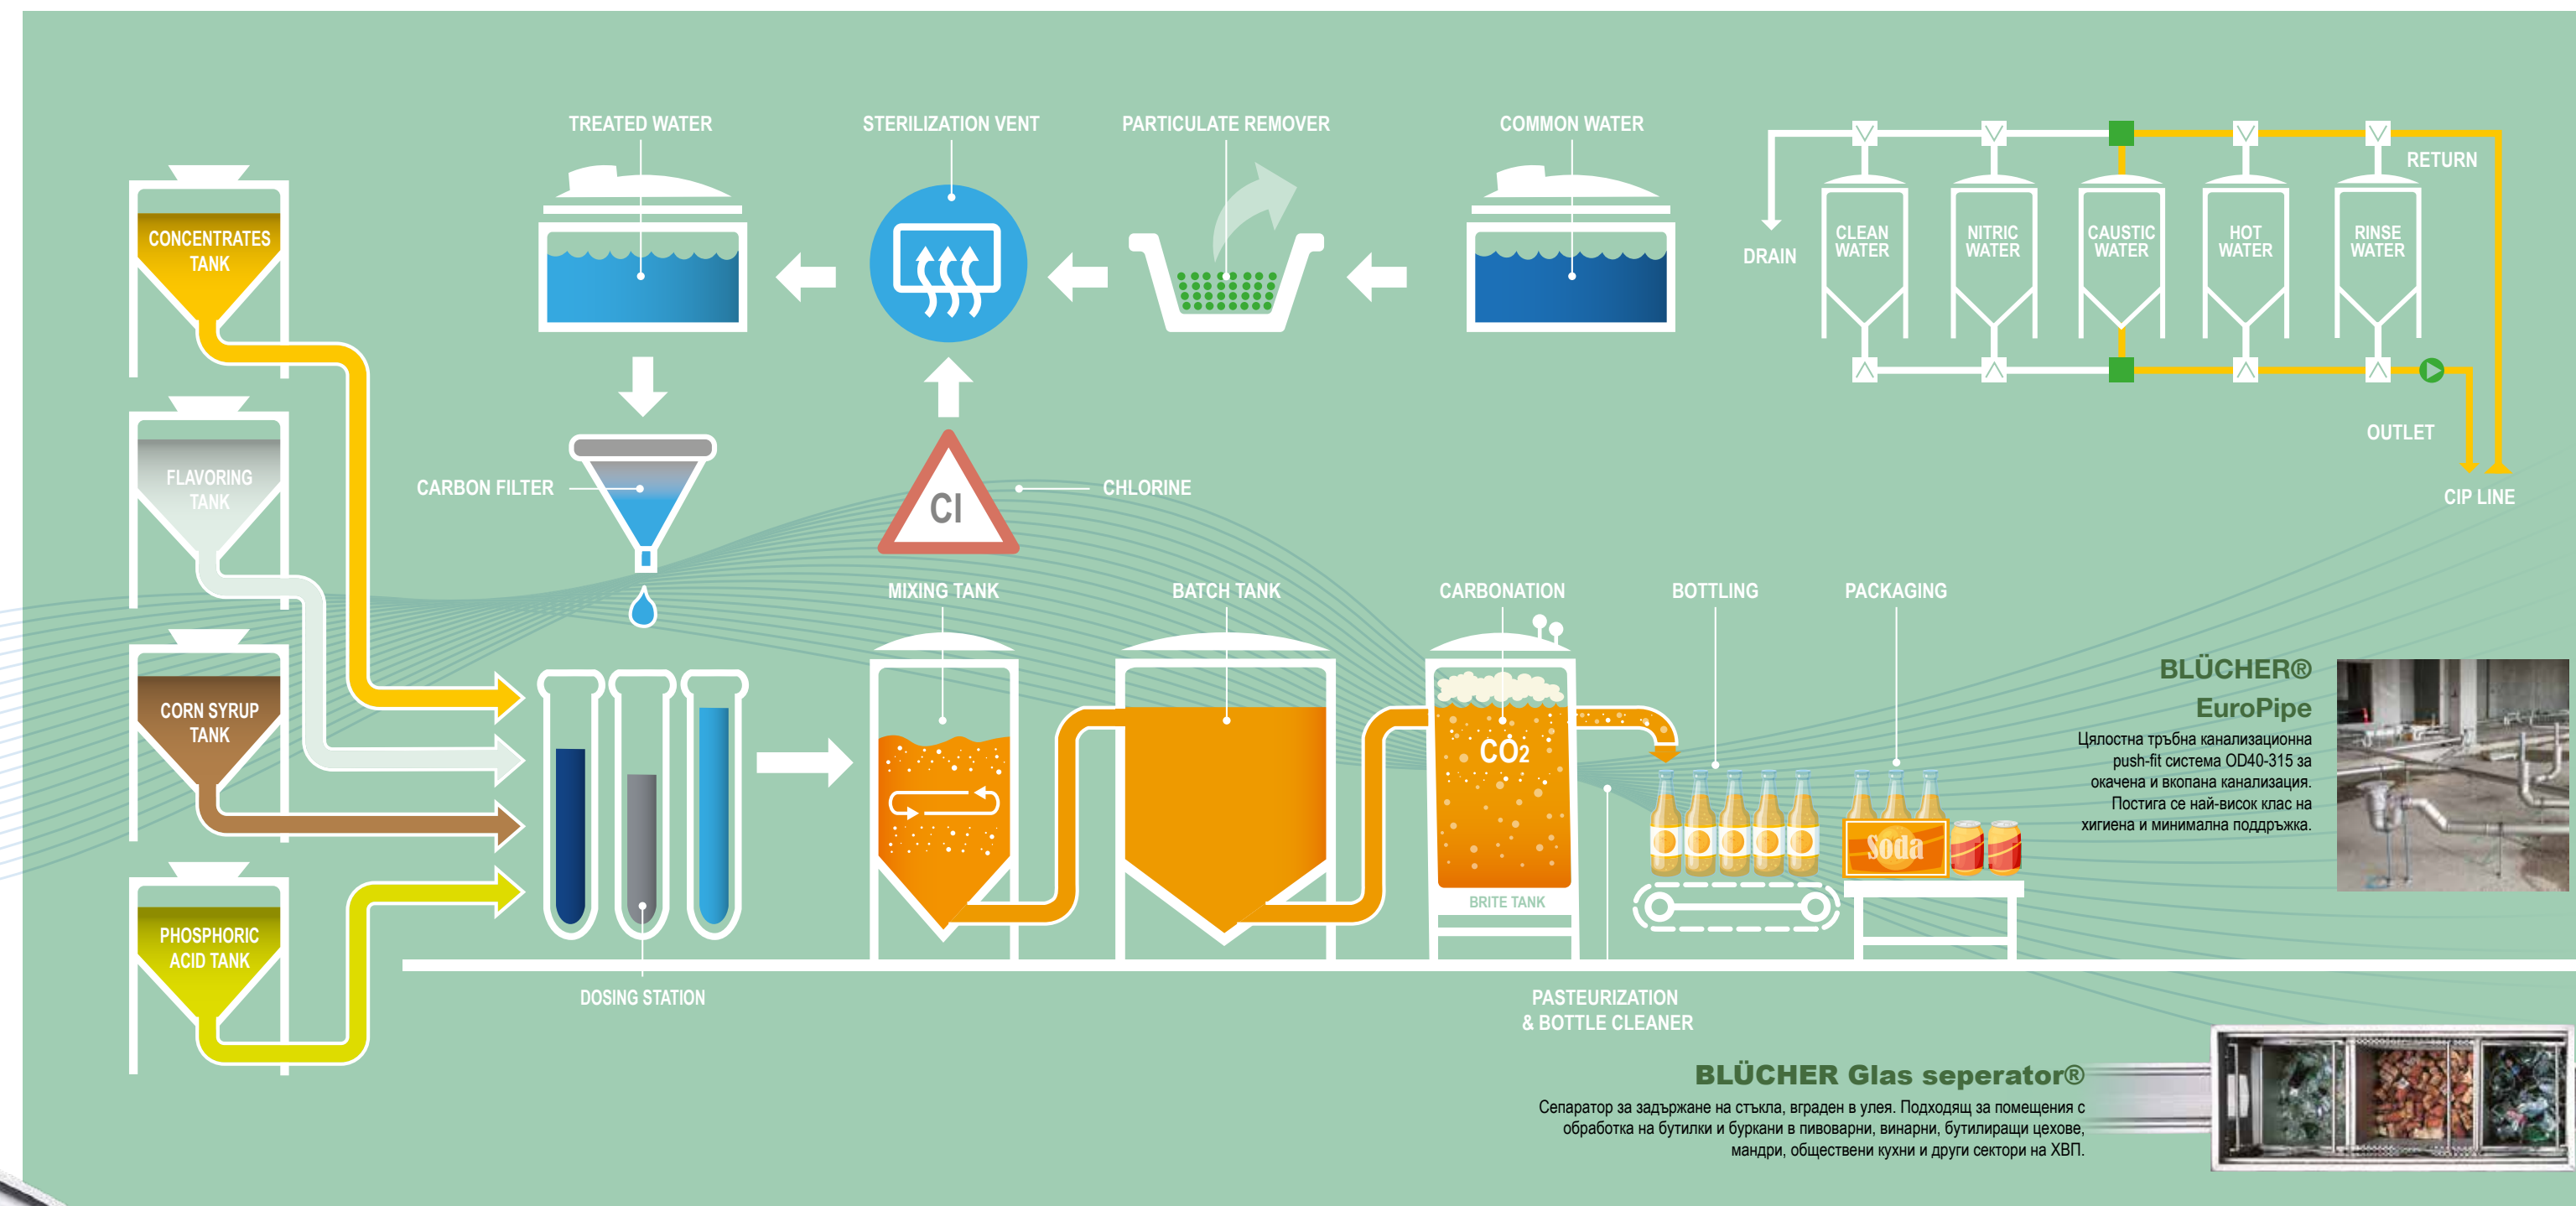 TREATED WATER
STERILIZATION VENT
PARTICULATE REMOVER
COMMON WATER
RETURN
CONCENTRATES
TANK
CLEAN
WATER
NITRIC
WATER
CAUSTIC
WATER
HOT
WATER
RINSE
WATER
DRAIN
OUTLET
CIP LINE
FLAVORING
TANK
CARBON FILTER
Cl
CHLORINE
MIXING TANK
BATCH TANK
CARBONATION
BOTTLING
PACKAGING
CORN SYRUP
TANK
CO2
Soda
BRITE TANK
PHOSPHORIC
ACID TANK
DOSING STATION
PASTEURIZATION
& BOTTLE CLEANER
BLÜCHER®
EuroPipe
Цялостна тръбна канализационна
push-fit система OD40-315 за
окачена и вкопана канализация.
Постига се най-висок клас на
хигиена и минимална поддръжка.
BLÜCHER Glas seperator®
Сепаратор за задържане на стъкла, вграден в улея. Подходящ за помещения с
обработка на бутилки и буркани в пивоварни, винарни, бутилиращи цехове,
мандри, обществени кухни и други сектори на ХВП.